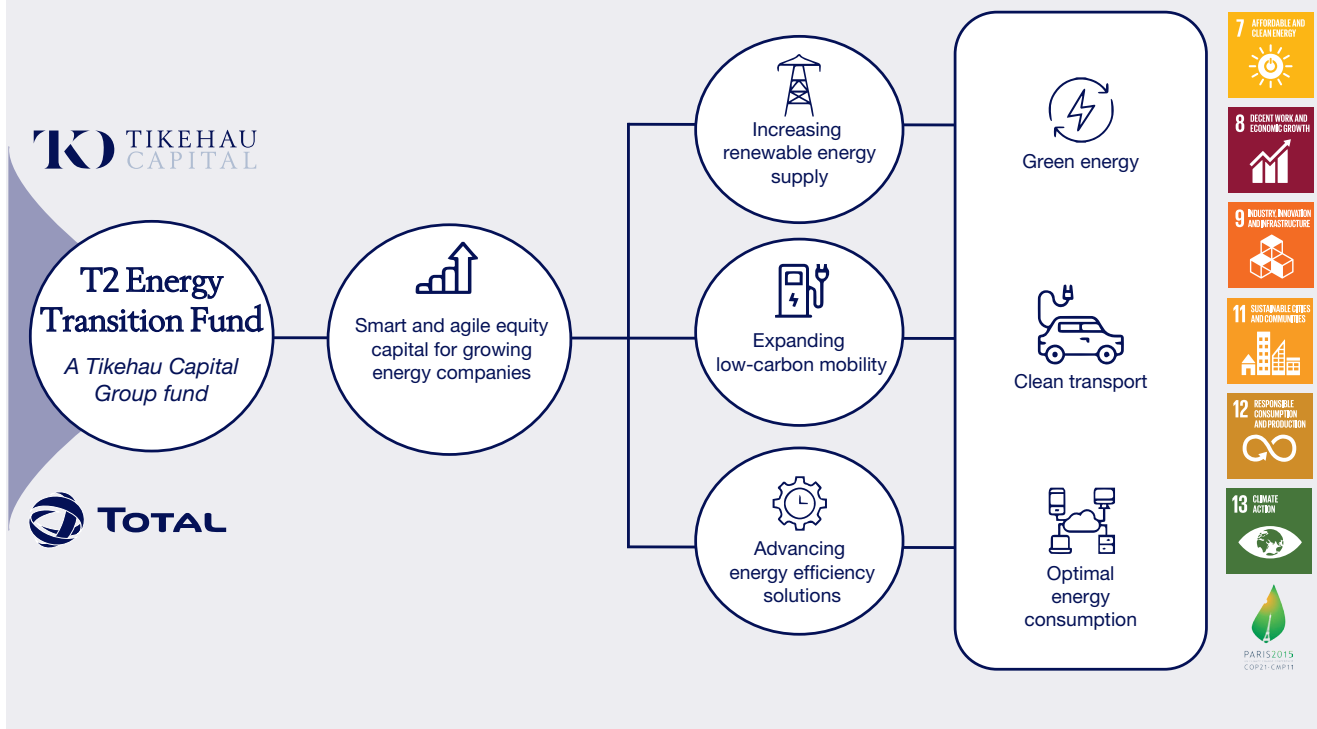 TIKEHAU
CAPITAL
T2 Energy
Transition Fund
A Tikehau Capital
Group fund
TOTAL
Smart and agile equity
capital for growing
energy companies
Increasing
renewable energy
supply
Expanding
low-carbon mobility
Advancing
energy efficiency
solutions
Green energy
Clean transport
Optimal
energy
consumption
7 AFFORDABLE AND
CLEAN ENERGY
8 DECENT WORK AND
ECONOMIC GROWTH
9 INDUSTRY, INNOVATION
AND INFRASTRUCTURE
11 SUSTAINABLE CITIES
AND COMMUNITIES
12 RESPONSIBLE
CONSUMPTION
AND PRODUCTION
13 CLIMATE
ACTION
PARIS2015
COP21·CMP11